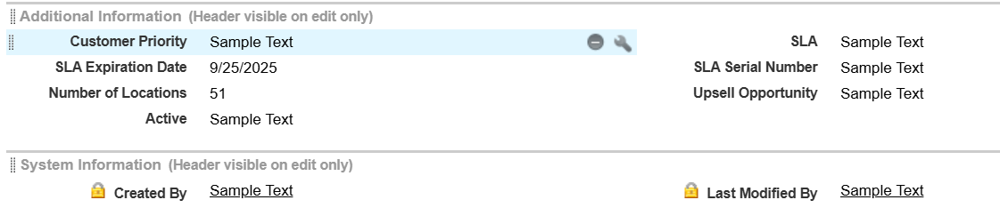 Additional Information (Header visible on edit only)
Customer Priority Sample Text SLA Sample Text
SLA Expiration Date 9/25/2025 SLA Serial Number Sample Text
Number of Locations 51 Upsell Opportunity Sample Text
Active Sample Text
System Information (Header visible on edit only)
Created By Sample Text Last Modified By Sample Text